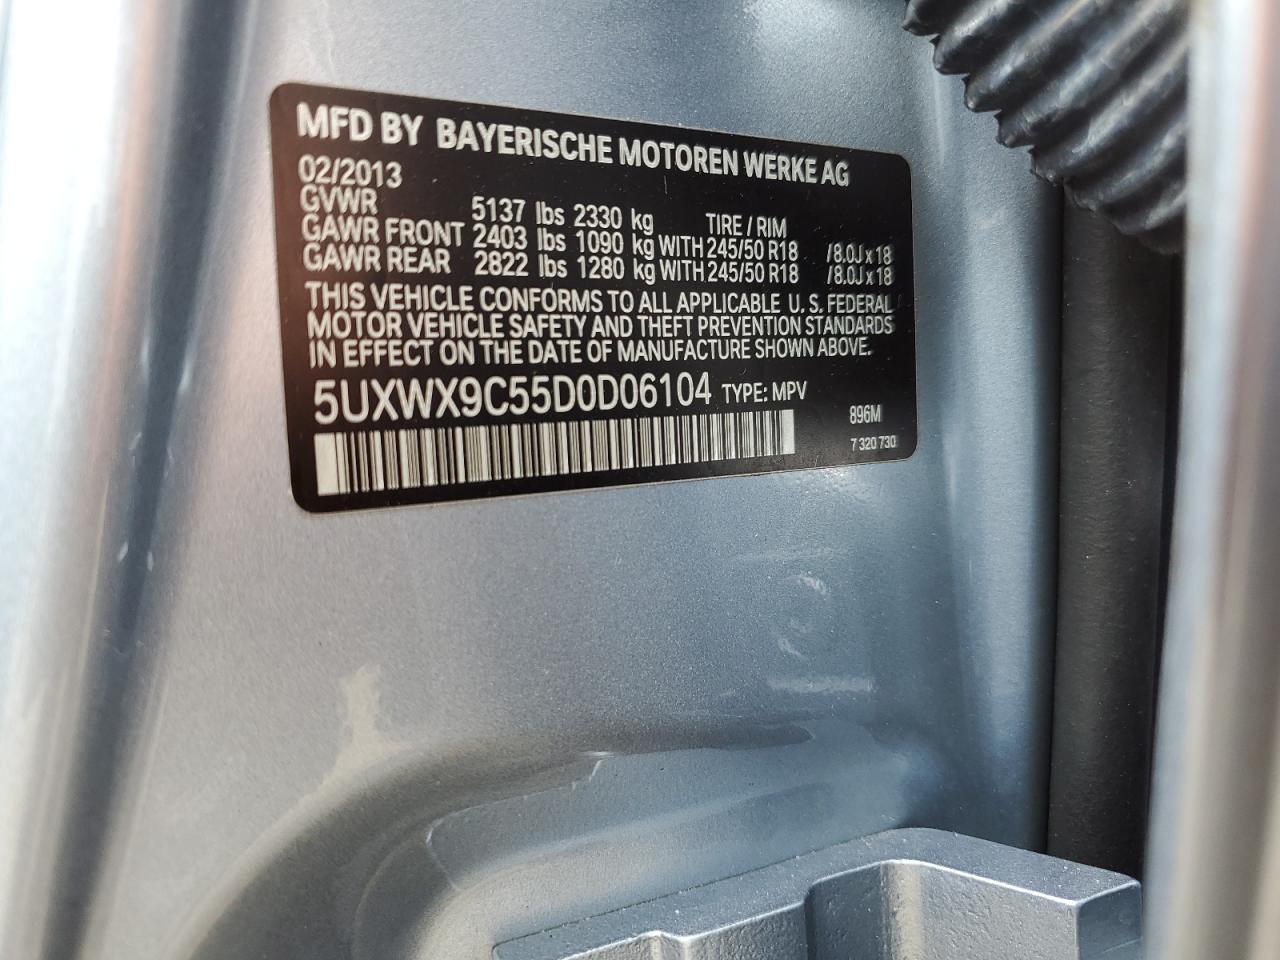 MFD BY BAYERISCHE MOTOREN WERKE AG
02/2013
GVWR 5137 lbs 2330 kg TIRE / RIM
GAWR FRONT 2403 lbs 1090 kg WITH 245/50 R18 /8.0J x 18
GAWR REAR 2822 lbs 1280 kg WITH 245/50 R18 /8.0J x 18
THIS VEHICLE CONFORMS TO ALL APPLICABLE U. S. FEDERAL
MOTOR VEHICLE SAFETY AND THEFT PREVENTION STANDARDS
IN EFFECT ON THE DATE OF MANUFACTURE SHOWN ABOVE.
5UXWX9C55D0D06104 TYPE: MPV
896M
7 320 730